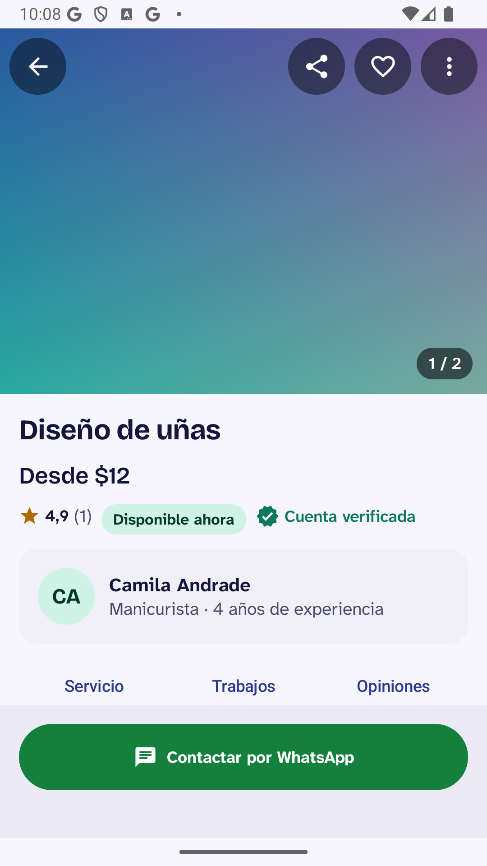 10:08
1 / 2
Diseño de uñas
Desde $12
4,9 (1) Disponible ahora Cuenta verificada
CA
Camila Andrade
Manicurista · 4 años de experiencia
Servicio Trabajos Opiniones
Contactar por WhatsApp